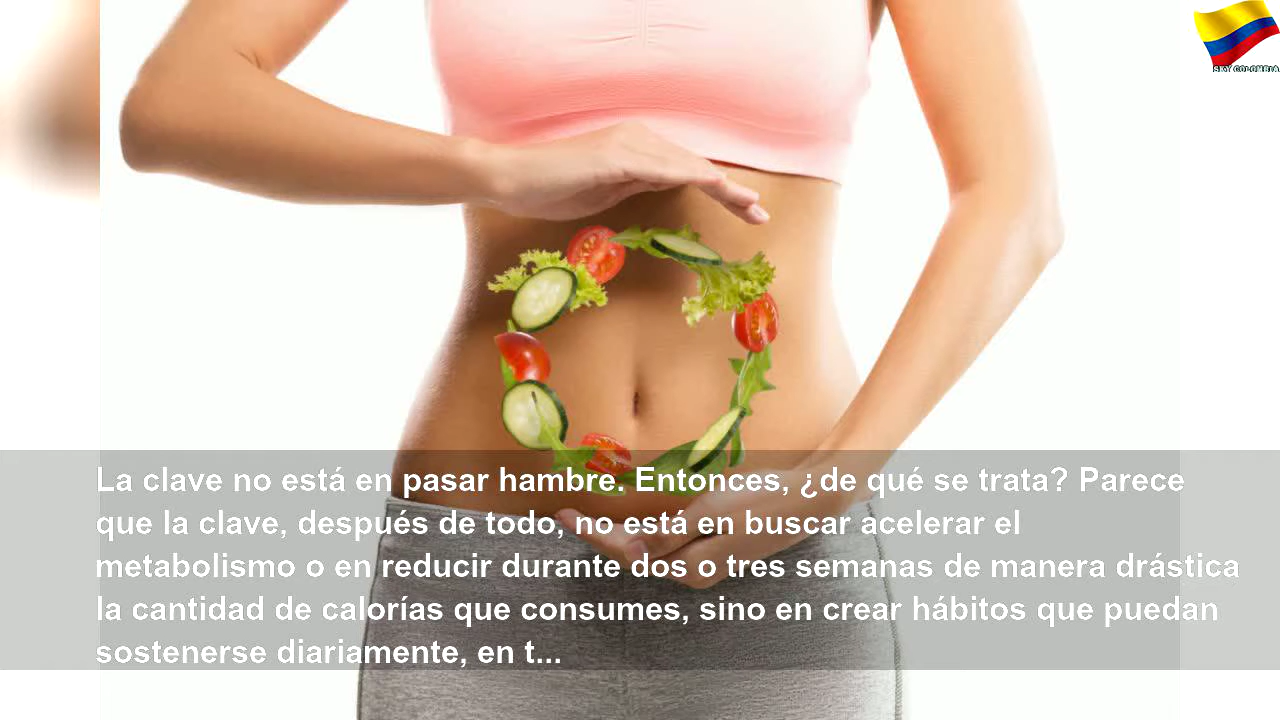 SKY COLOMBIA
La clave no está en pasar hambre. Entonces, ¿de qué se trata? Parece
que la clave, después de todo, no está en buscar acelerar el
metabolismo o en reducir durante dos o tres semanas de manera drástica
la cantidad de calorías que consumes, sino en crear hábitos que puedan
sostenerse diariamente, en t...